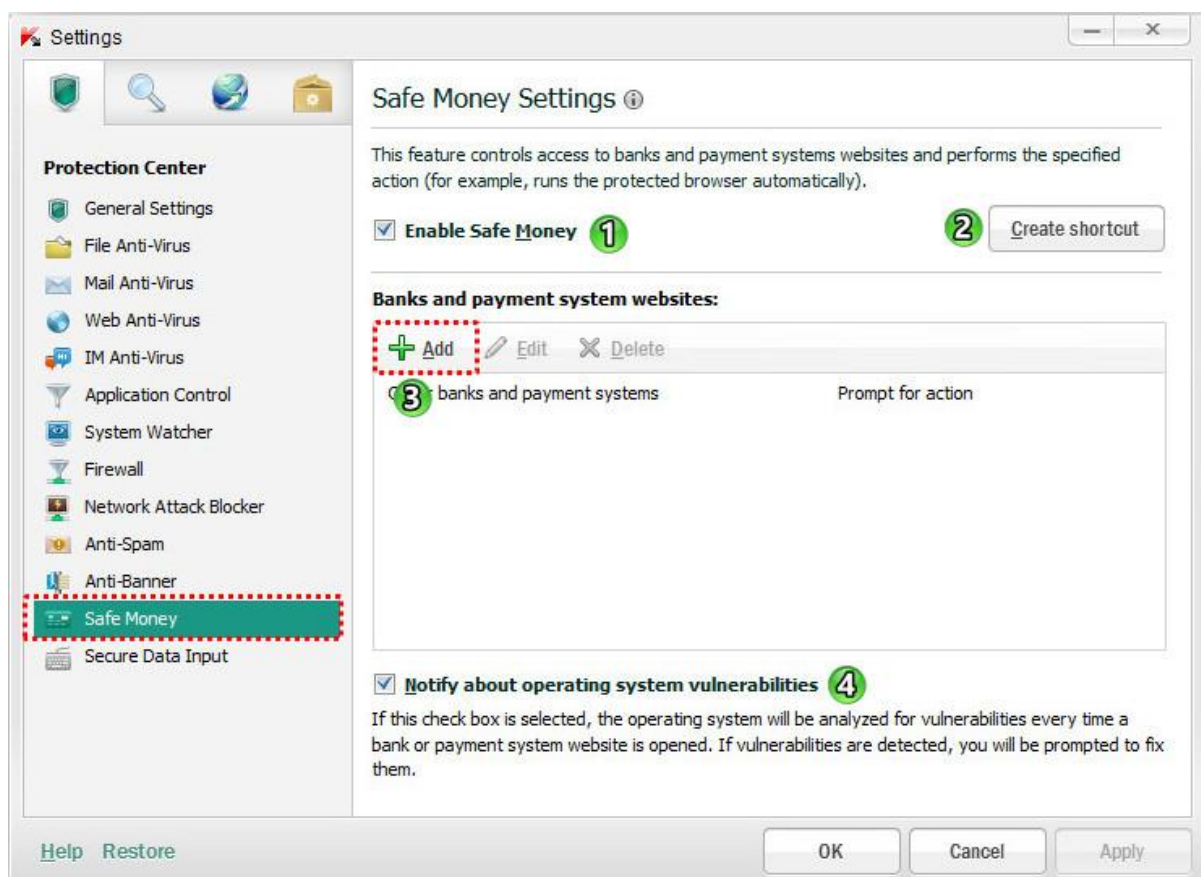 Settings
Safe Money Settings
This feature controls access to banks and payment systems websites and performs the specified
action (for example, runs the protected browser automatically).
Enable Safe Money 1
2 Create shortcut
Banks and payment system websites:
Add Edit Delete
3 banks and payment systems Prompt for action
Notify about operating system vulnerabilities 4
If this check box is selected, the operating system will be analyzed for vulnerabilities every time a
bank or payment system website is opened. If vulnerabilities are detected, you will be prompted to fix
them.
Protection Center
General Settings
File Anti-Virus
Mail Anti-Virus
Web Anti-Virus
IM Anti-Virus
Application Control
System Watcher
Firewall
Network Attack Blocker
Anti-Spam
Anti-Banner
Safe Money
Secure Data Input
Help Restore
OK Cancel Apply